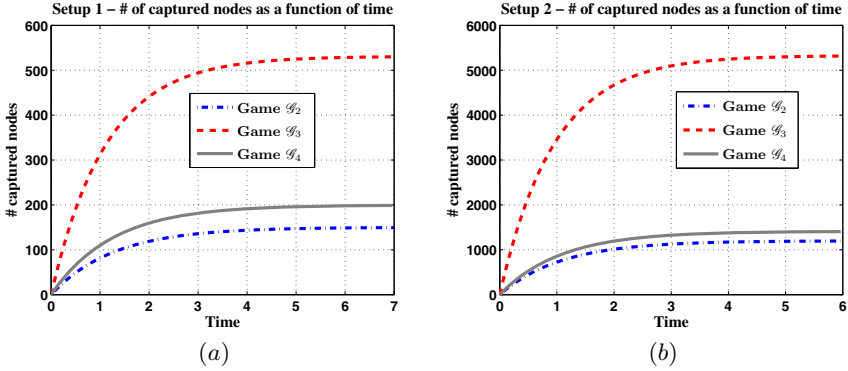 Setup 1 – # of captured nodes as a function of time
600
500
400
300
200
100
0
# captured nodes
Game 𝒢2
Game 𝒢3
Game 𝒢4
0 1 2 3 4 5 6 7
Time
(a)
Setup 2 – # of captured nodes as a function of time
6000
5000
4000
3000
2000
1000
0
# captured nodes
Game 𝒢2
Game 𝒢3
Game 𝒢4
0 1 2 3 4 5 6
Time
(b)